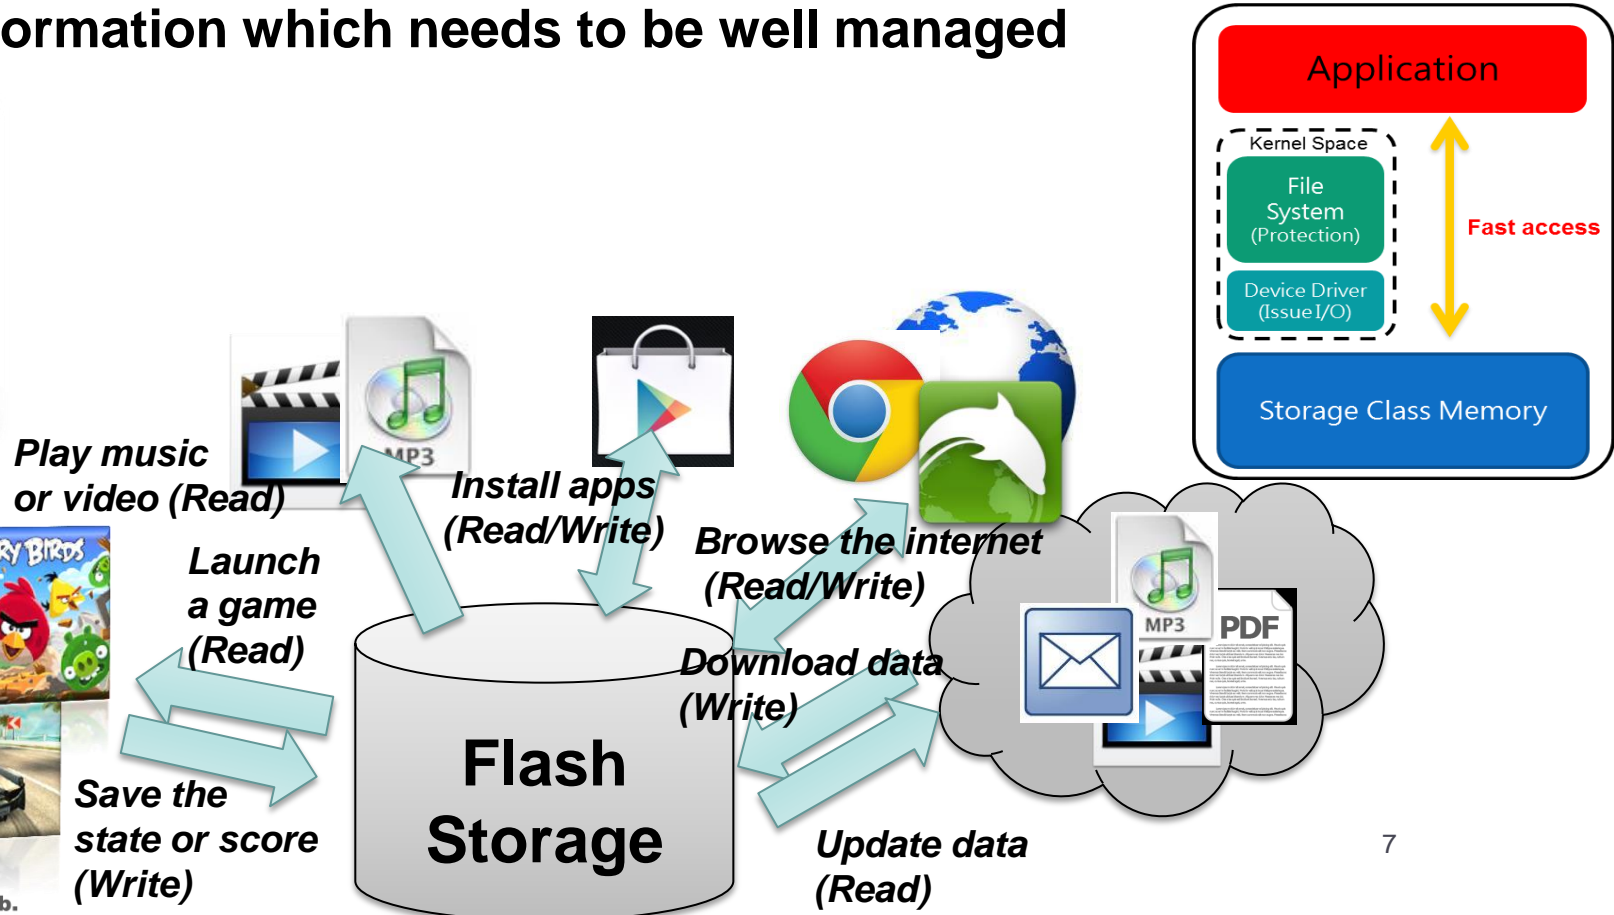 ormation which needs to be well managed
Application
Kernel Space
File
System
(Protection)
Fast access
Device Driver
(Issue I/O)
Storage Class Memory
MP3
Play music
or video (Read)
Install apps
(Read/Write)
Browse the internet
(Read/Write)
RY BIRDS
Launch
a game
(Read)
MP3
PDF
Download data
(Write)
Flash
Storage
Save the
state or score
(Write)
Update data
(Read)
7
b.